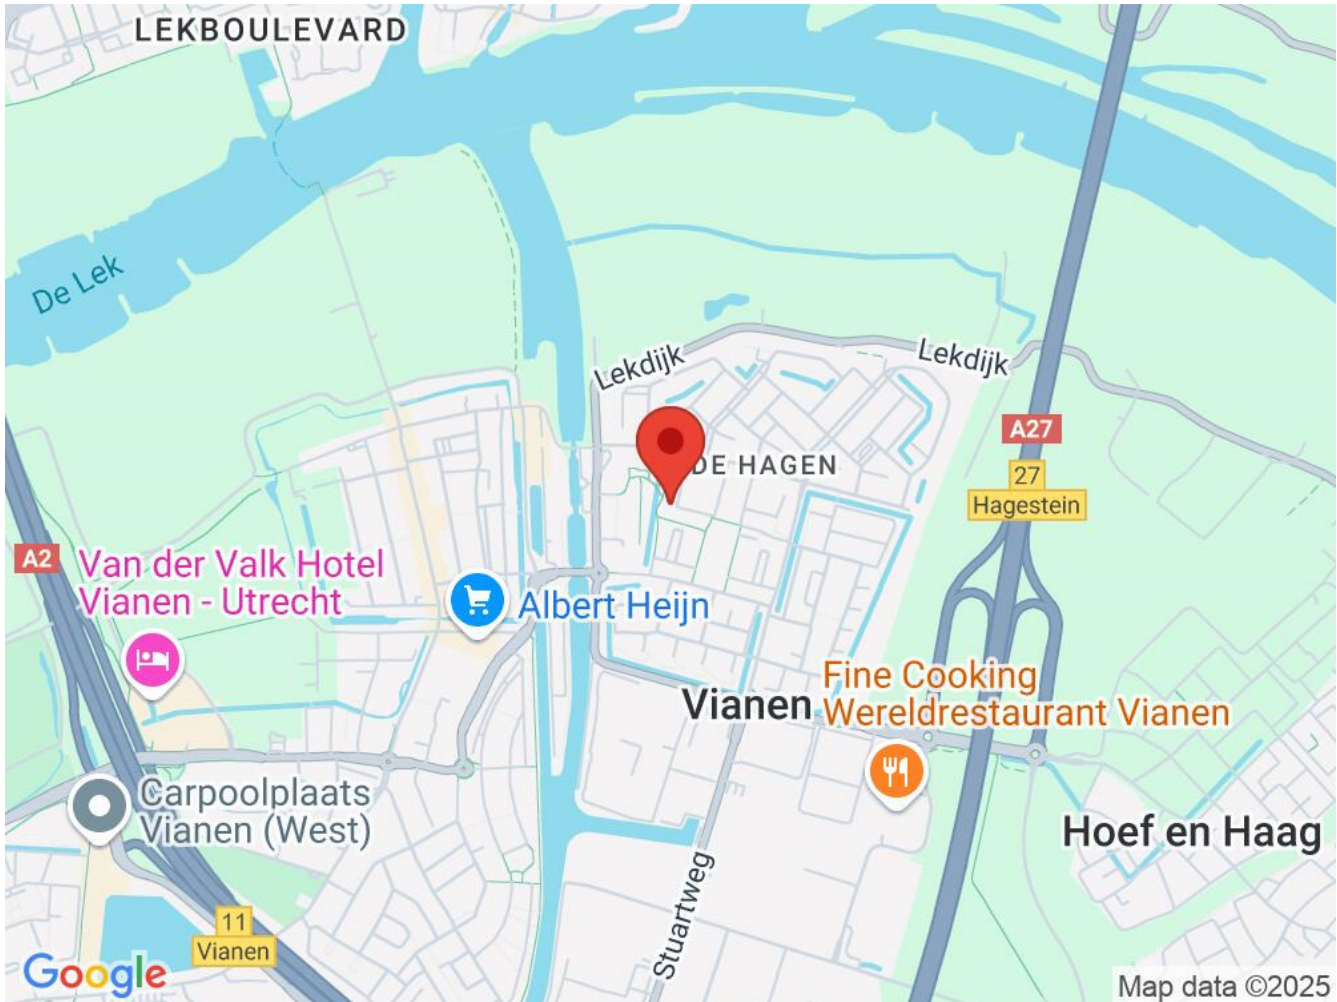 LEKBOULEVARD
De Lek
Lekdijk
Lekdijk
A27
DE HAGEN
27
Hagestein
A2
Van der Valk Hotel
Vianen - Utrecht
Albert Heijn
Fine Cooking
Vianen
Wereldrestaurant Vianen
Carpoolplaats
Vianen (West)
Hoef en Haag
Stuartweg
11
Vianen
Google
Map data ©2025